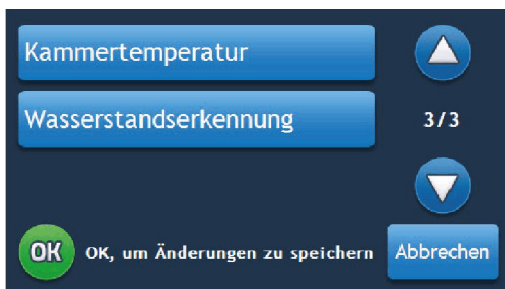 Kammertemperatur
Wasserstandserkennung
3/3
OK OK, um Änderungen zu speichern
Abbrechen